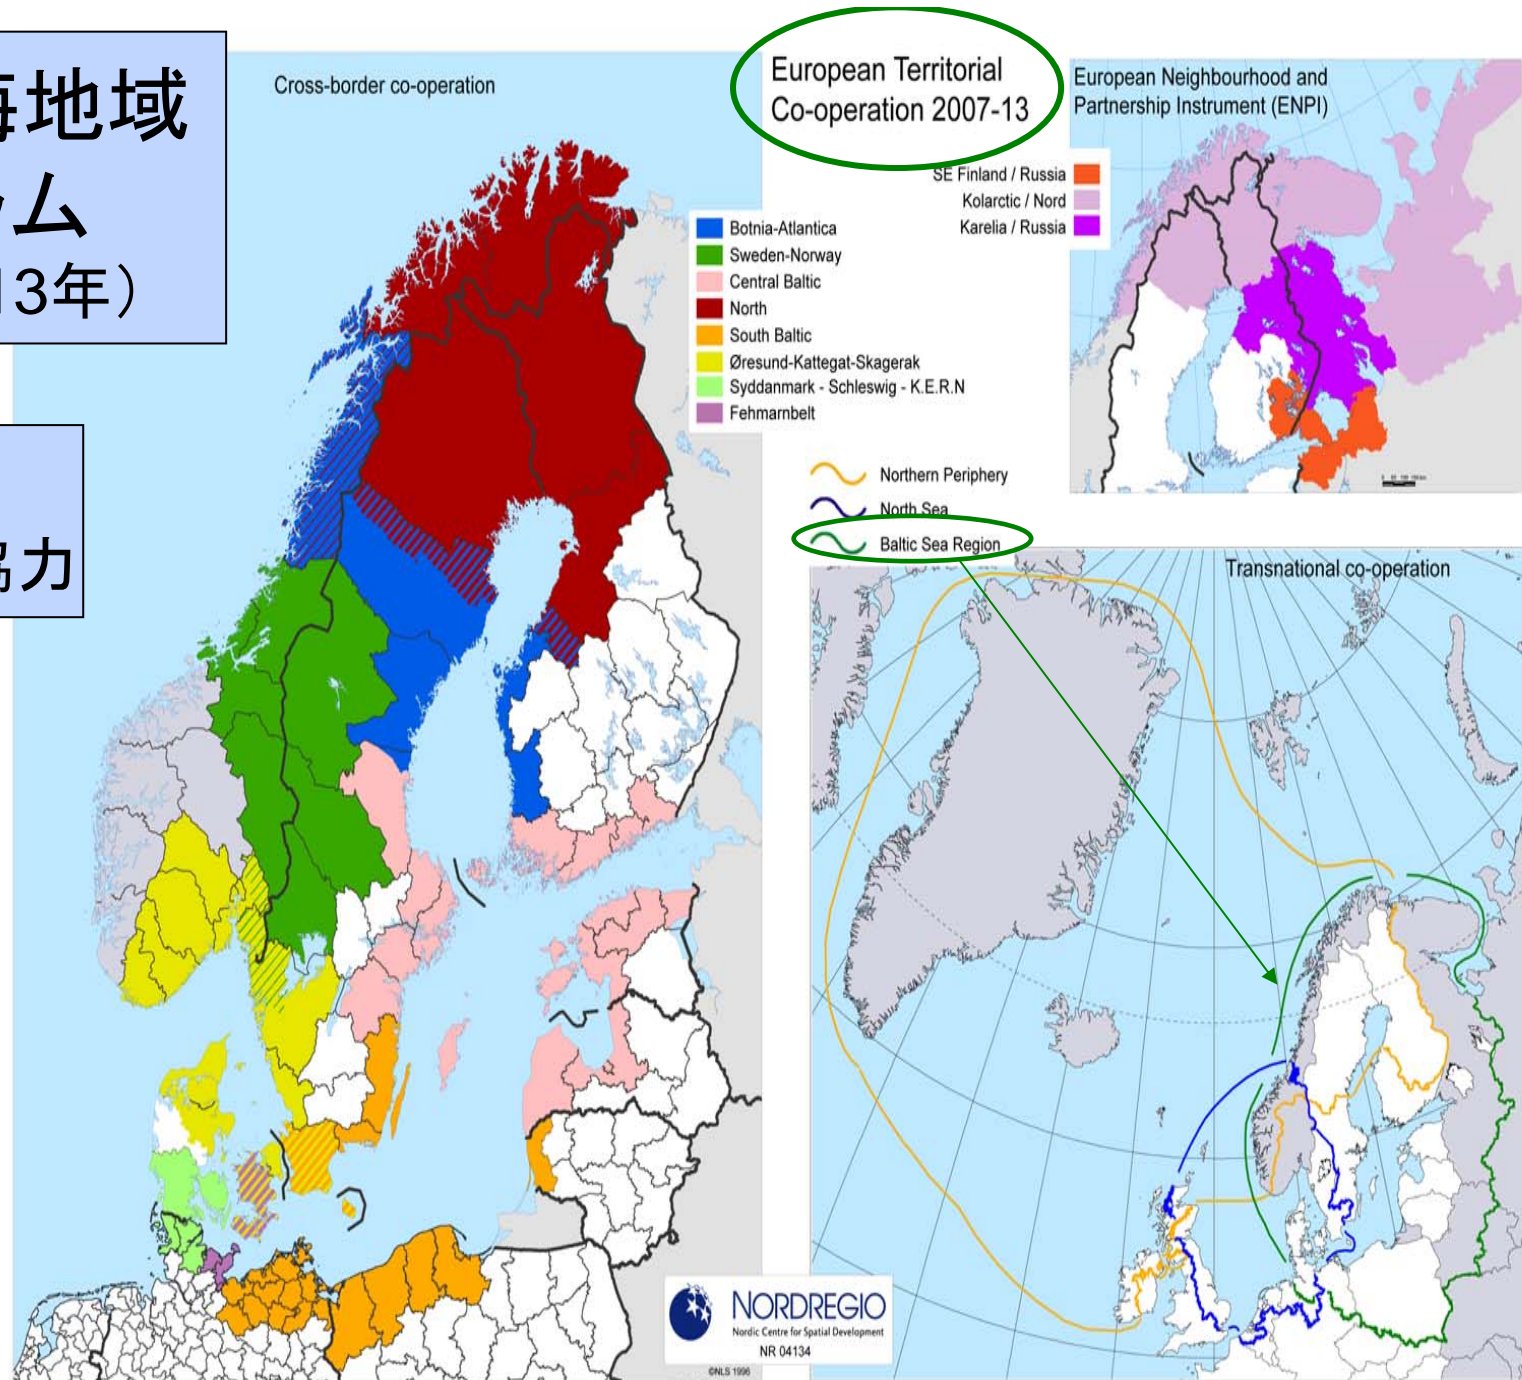 海地域
ラム
13年）
協力
Cross-border co-operation
European Territorial
Co-operation 2007-13
European Neighbourhood and
Partnership Instrument (ENPI)
SE Finland / Russia
Kolarctic / Nord
Karelia / Russia
Botnia-Atlantica
Sweden-Norway
Central Baltic
North
South Baltic
Øresund-Kattegat-Skagerak
Syddanmark - Schleswig - K.E.R.N
Fehmarnbelt
Northern Periphery
North Sea
Baltic Sea Region
Transnational co-operation
NORDREGIO
Nordic Centre for Spatial Development
NR 04134
©NLS 1996